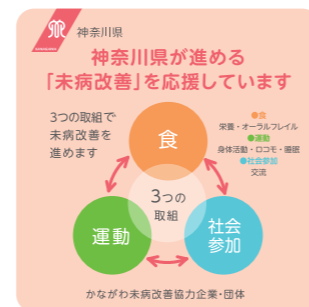 神奈川県
神奈川県が進める
「未病改善」を応援しています
3つの取組で
未病改善を
進めます
食
●食
栄養・オーラルフレイル
●運動
身体活動・ロコモ・睡眠
●社会参加
交流
3つの
取組
運動
社会
参加
かながわ未病改善協力企業・団体